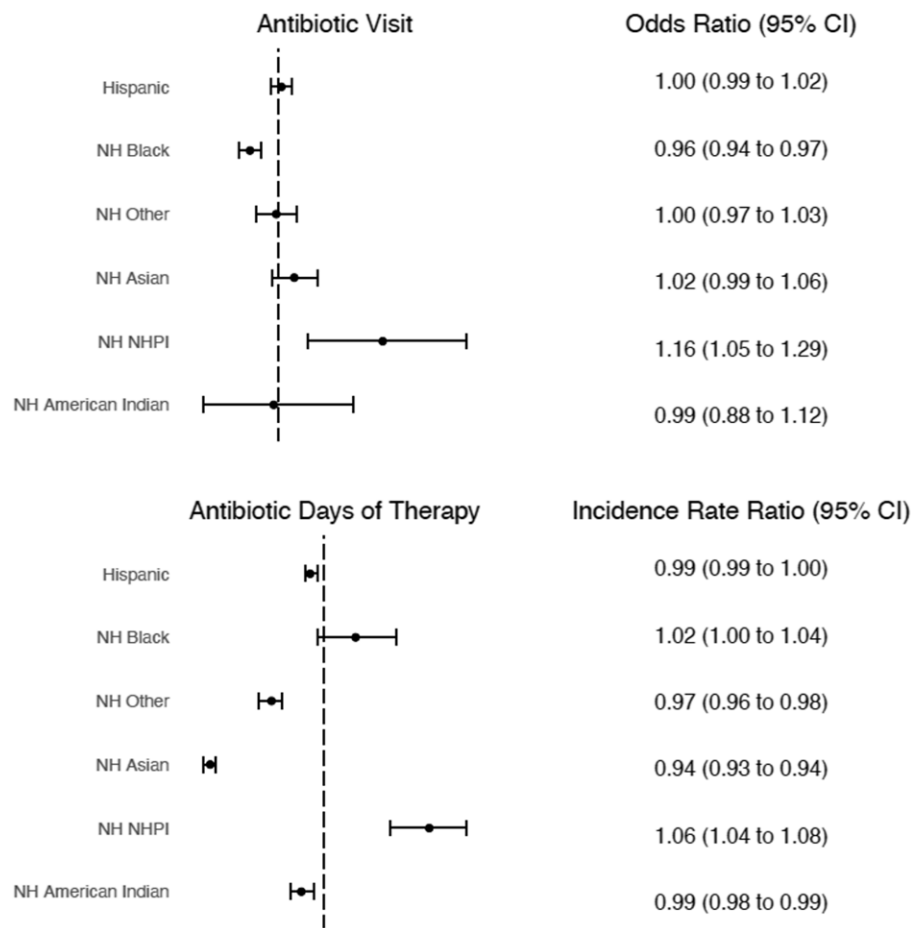 Antibiotic Visit Odds Ratio (95% CI)
Hispanic 1.00 (0.99 to 1.02)
NH Black 0.96 (0.94 to 0.97)
NH Other 1.00 (0.97 to 1.03)
NH Asian 1.02 (0.99 to 1.06)
NH NHPI 1.16 (1.05 to 1.29)
NH American Indian 0.99 (0.88 to 1.12)
Antibiotic Days of Therapy Incidence Rate Ratio (95% CI)
Hispanic 0.99 (0.99 to 1.00)
NH Black 1.02 (1.00 to 1.04)
NH Other 0.97 (0.96 to 0.98)
NH Asian 0.94 (0.93 to 0.94)
NH NHPI 1.06 (1.04 to 1.08)
NH American Indian 0.99 (0.98 to 0.99)